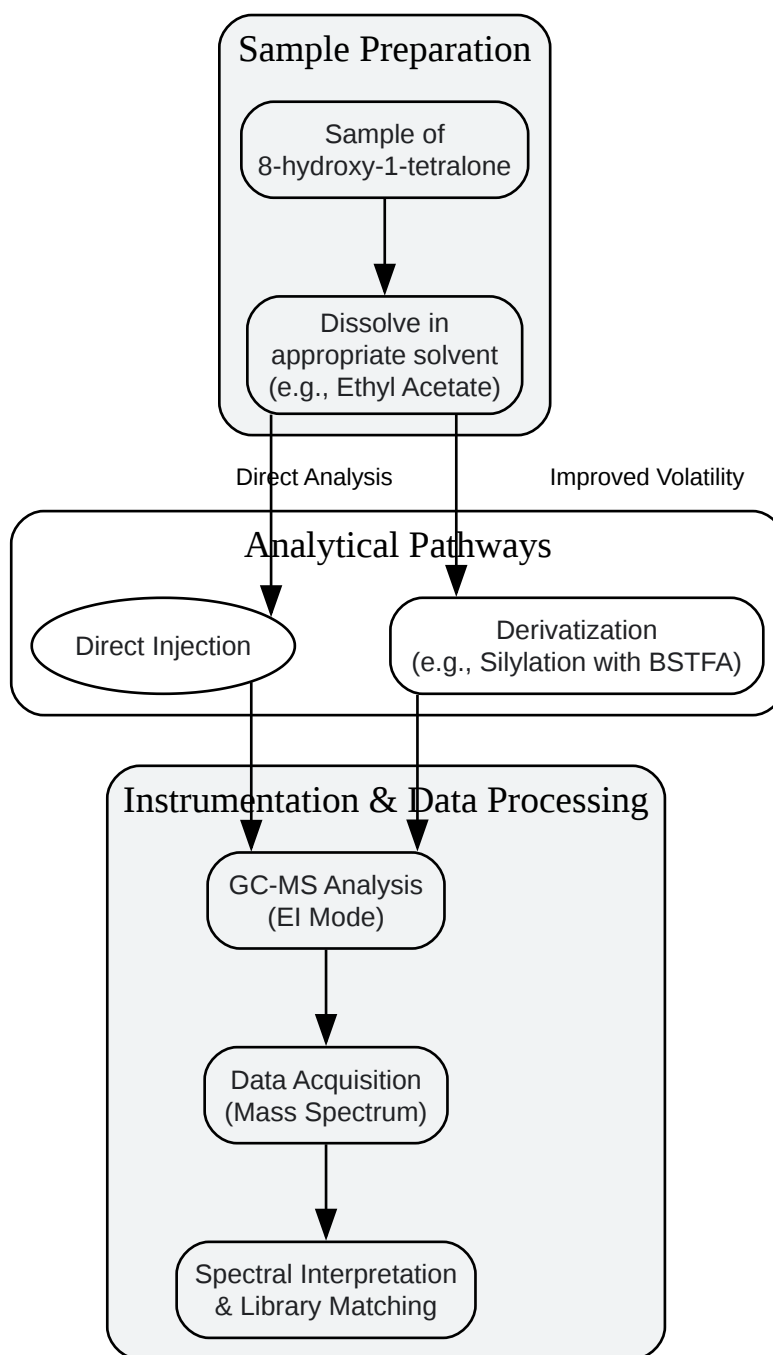 Sample Preparation
Sample of
8-hydroxy-1-tetralone
Dissolve in
appropriate solvent
(e.g., Ethyl Acetate)
Direct Analysis
Improved Volatility
Analytical Pathways
Direct Injection
Derivatization
(e.g., Silylation with BSTFA)
Instrumentation & Data Processing
GC-MS Analysis
(EI Mode)
Data Acquisition
(Mass Spectrum)
Spectral Interpretation
& Library Matching